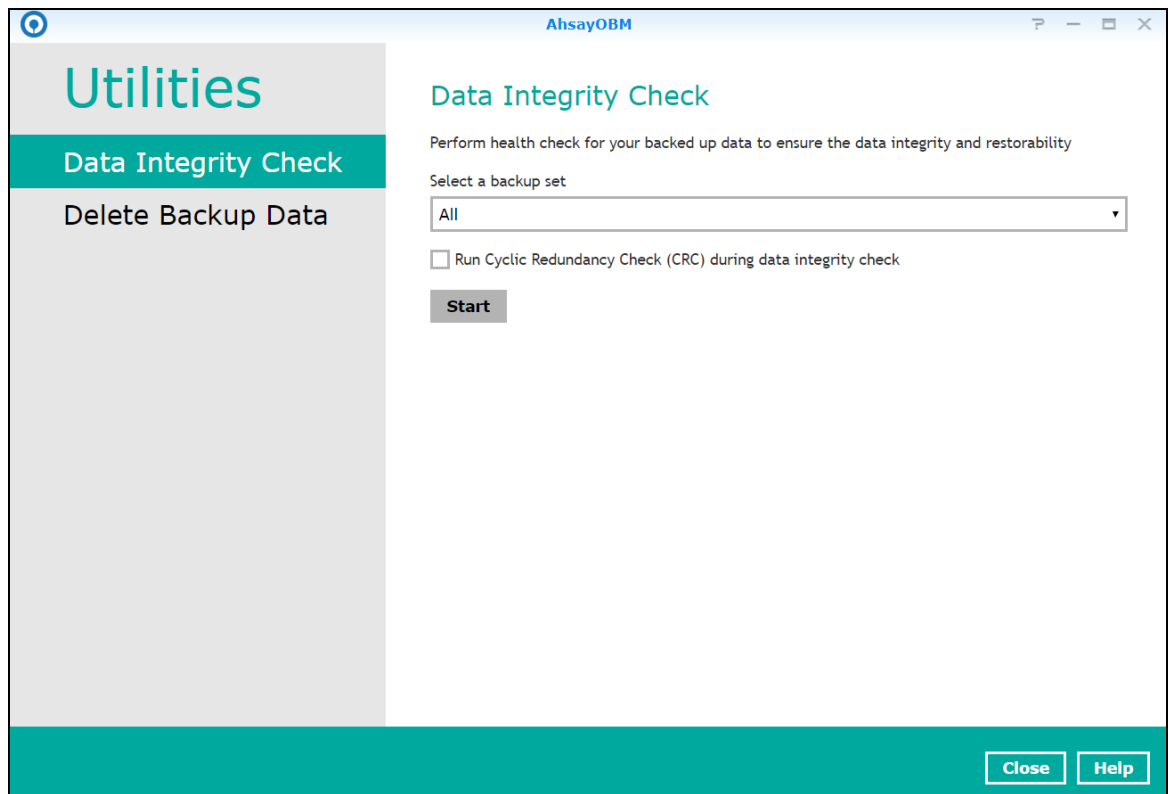 AhsayOBM
Utilities
Data Integrity Check
Delete Backup Data
Data Integrity Check
Perform health check for your backed up data to ensure the data integrity and restorability
Select a backup set
All
Run Cyclic Redundancy Check (CRC) during data integrity check
Start
Close
Help